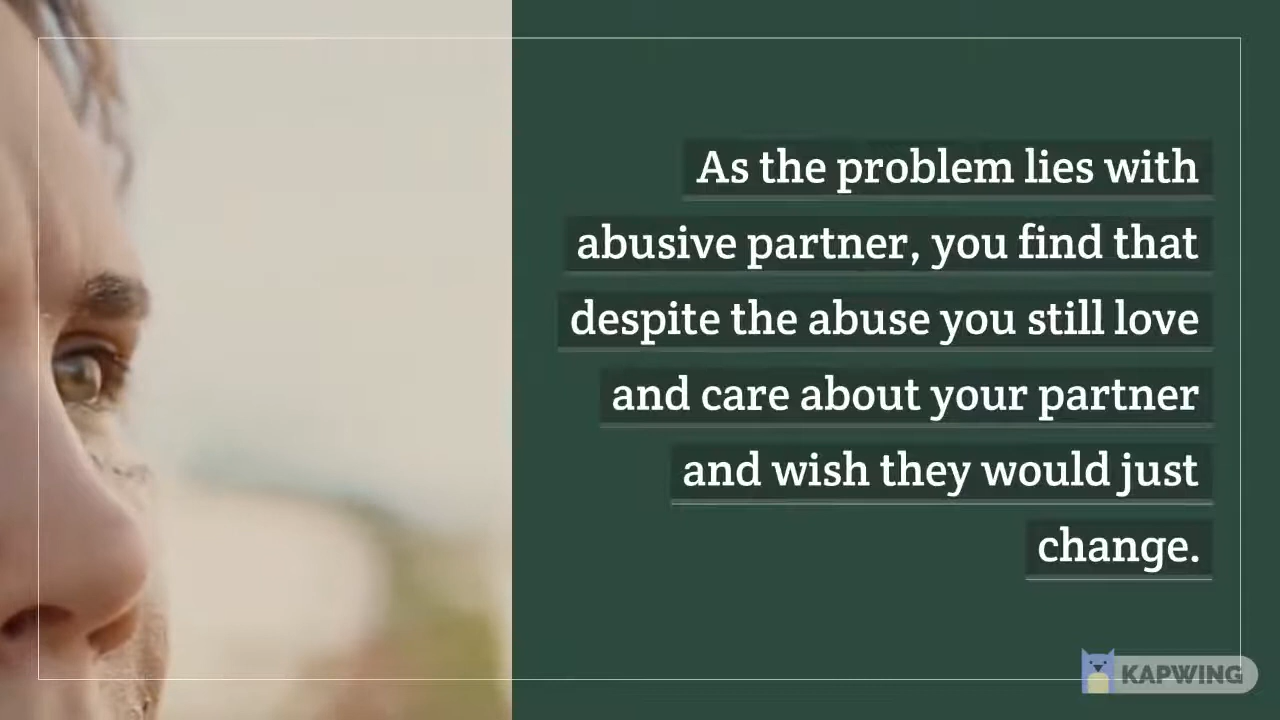 As the problem lies with
abusive partner, you find that
despite the abuse you still love
and care about your partner
and wish they would just
change.
KAPWING